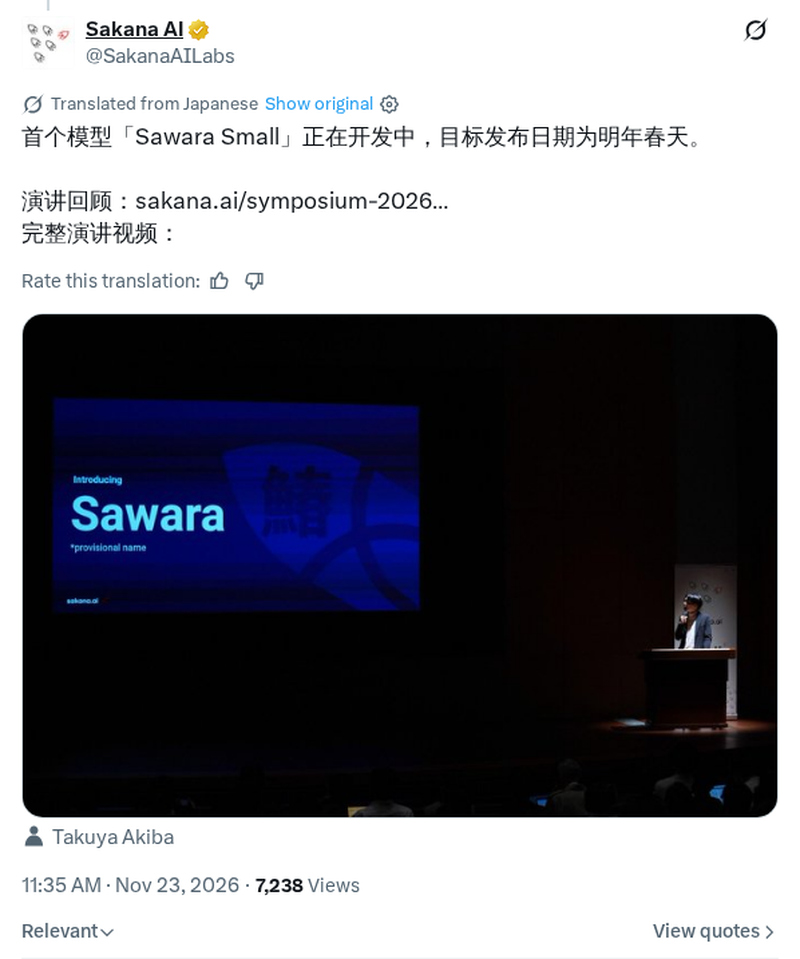 Sakana AI
@SakanaAILabs
Translated from Japanese Show original
首个模型「Sawara Small」正在开发中，目标发布日期为明年春天。
演讲回顾：sakana.ai/symposium-2026…
完整演讲视频：
Rate this translation:
Introducing
Sawara
鰆
*provisional name
sakana.ai
Takuya Akiba
11:35 AM · Nov 23, 2026 · 7,238 Views
Relevant
View quotes